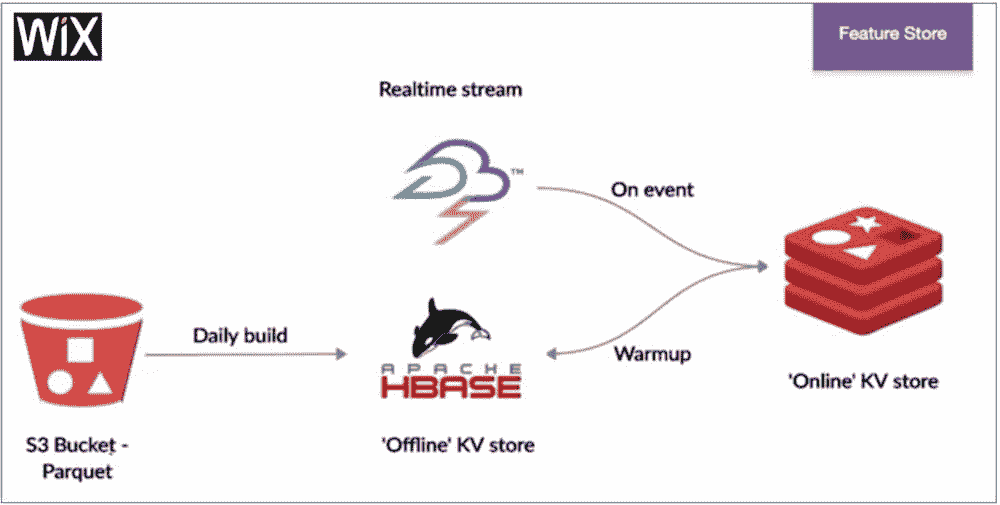 WiX
Feature Store
Realtime stream
TM
On event
Daily build
APACHE
HBASE
Warmup
'Online' KV store
S3 Bucket -
Parquet
'Offline' KV store